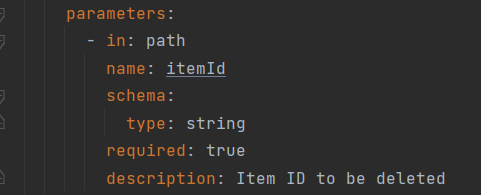 parameters:
  - in: path
    name: itemId
    schema:
      type: string
    required: true
    description: Item ID to be deleted